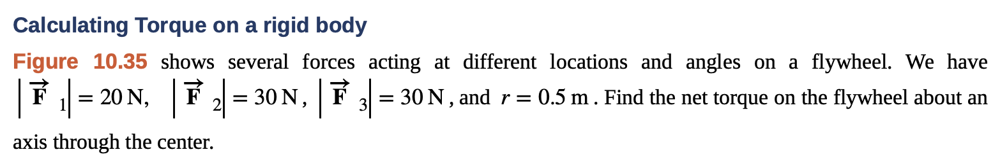 Calculating Torque on a rigid body
Figure 10.35 shows several forces acting at different locations and angles on a flywheel. We have
|F⃗ ₁| = 20 N, |F⃗ ₂| = 30 N, |F⃗ ₃| = 30 N, and r = 0.5 m. Find the net torque on the flywheel about an
axis through the center.